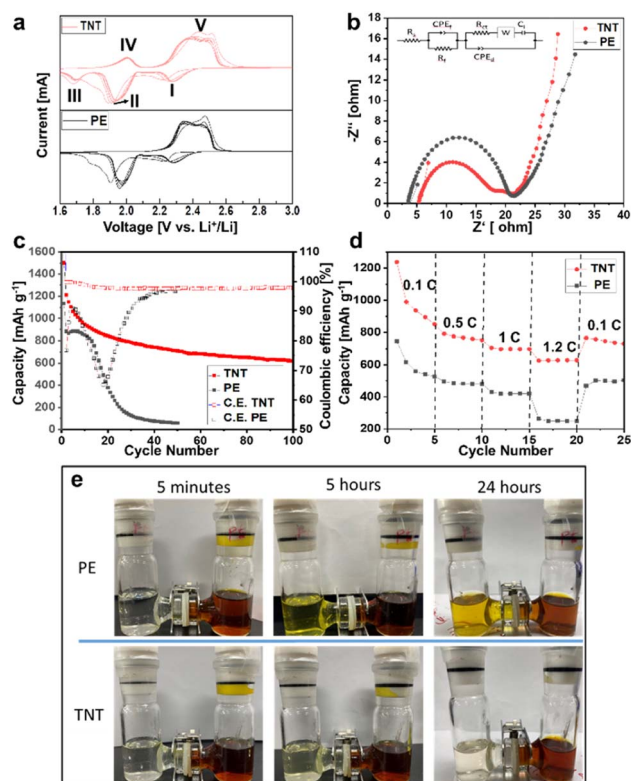 a
TNT
IV
V
III
II
I
PE
Current [mA]
1.6 1.8 2.0 2.2 2.4 2.6 2.8 3.0
Voltage [V vs. Li⁺/Li]
b
TNT
PE
CPEf
Rct
W
Ci
Rs
Rf
CPEd
-Z‘‘ [ohm]
16
14
12
10
8
6
4
2
0
0 5 10 15 20 25 30 35 40
Z‘ [ ohm]
c
Capacity [mAh g⁻¹]
1600
1400
1200
1000
800
600
400
200
0
TNT
PE
C.E. TNT
C.E. PE
0 20 40 60 80 100
Cycle Number
110
100
90
80
70
60
50
Coulombic efficiency [%]
d
Capacity [mAh g⁻¹]
1200
1000
800
600
400
200
TNT
PE
0.1 C
0.5 C
1 C
1.2 C
0.1 C
0 5 10 15 20 25
Cycle Number
e
5 minutes 5 hours 24 hours
PE
TNT